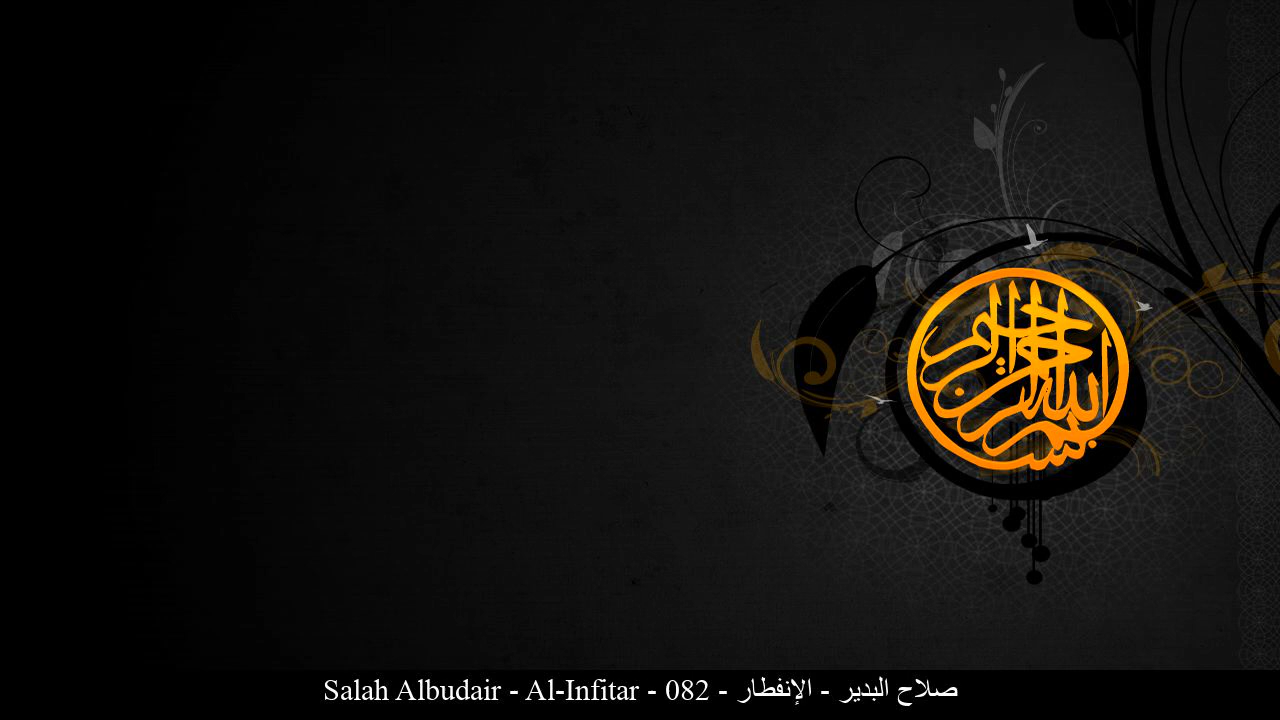 بسم الله الرحمن الرحيم
Salah Albudair - Al-Infitar - 082 - صلاح البدير - الإنفطار